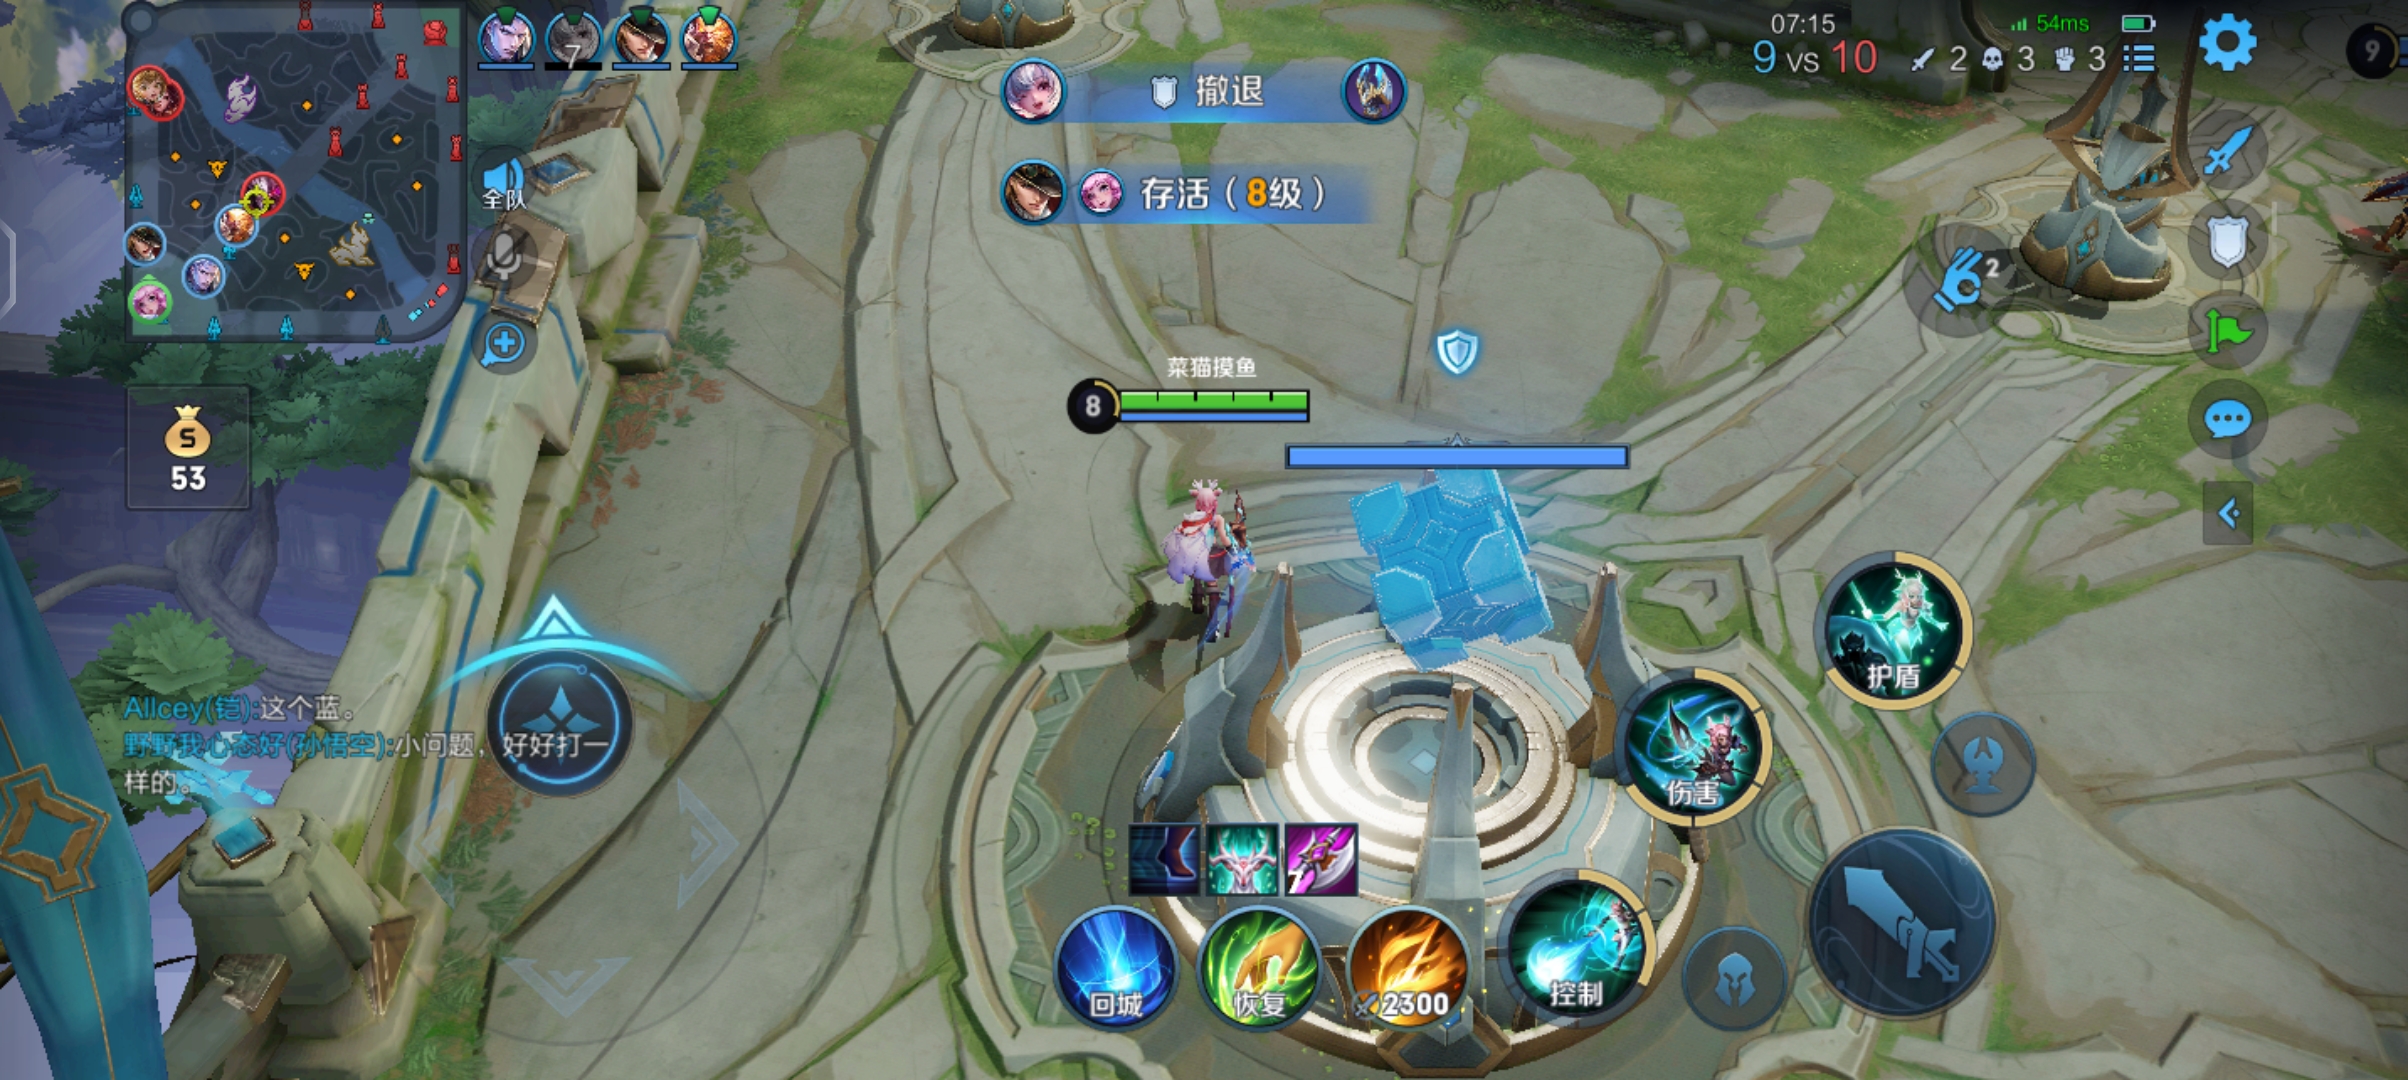 7
07:15
54ms
9 vs 10
2
3
3
9
撤退
存活（8级）
全队
2
菜猫摸鱼
8
S
53
护盾
伤害
Allcey(铠):这个蓝。
野野我心态好(孙悟空):小问题，好好打一
样的。
回城
恢复
2300
控制